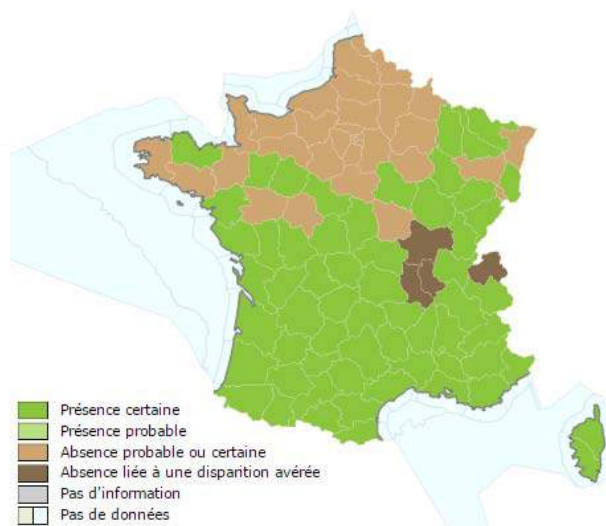 Présence certaine
Présence probable
Absence probable ou certaine
Absence liée à une disparition avérée
Pas d'information
Pas de données